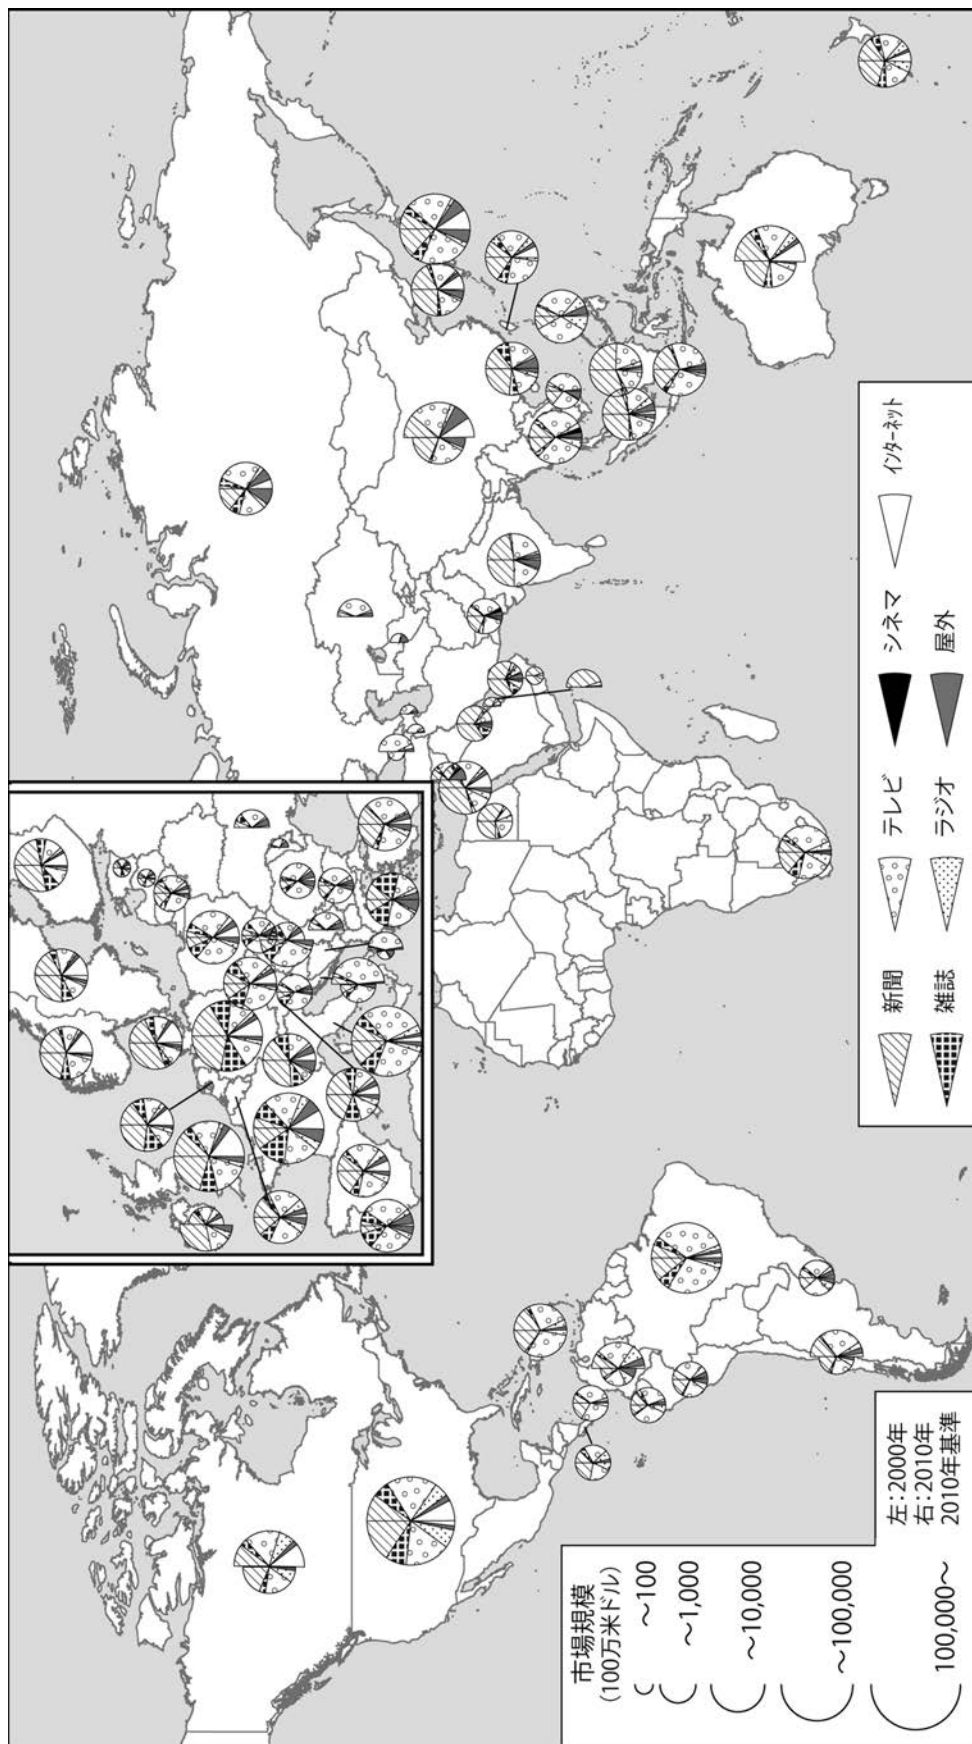 市場規模
(100万米ドル)
~100
~1,000
~10,000
~100,000
100,000~
左:2000年
右:2010年
2010年基準
新聞
テレビ
シネマ
インターネット
雑誌
ラジオ
屋外